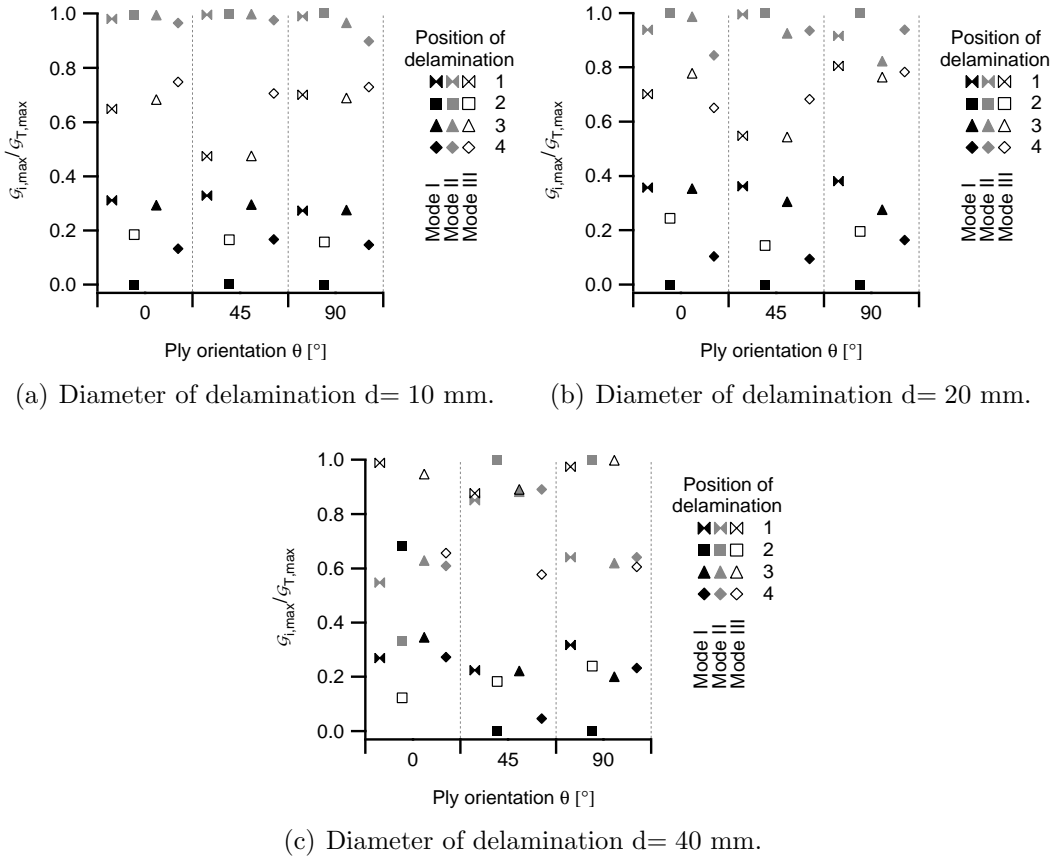 1.0
0.8
0.6
0.4
0.2
0.0
𝒢i,max/𝒢T,max
0
45
90
Ply orientation θ [°]
Position of
delamination
1
2
3
4
Mode I
Mode II
Mode III
(a) Diameter of delamination d= 10 mm.
1.0
0.8
0.6
0.4
0.2
0.0
𝒢i,max/𝒢T,max
0
45
90
Ply orientation θ [°]
Position of
delamination
1
2
3
4
Mode I
Mode II
Mode III
(b) Diameter of delamination d= 20 mm.
1.0
0.8
0.6
0.4
0.2
0.0
𝒢i,max/𝒢T,max
0
45
90
Ply orientation θ [°]
Position of
delamination
1
2
3
4
Mode I
Mode II
Mode III
(c) Diameter of delamination d= 40 mm.